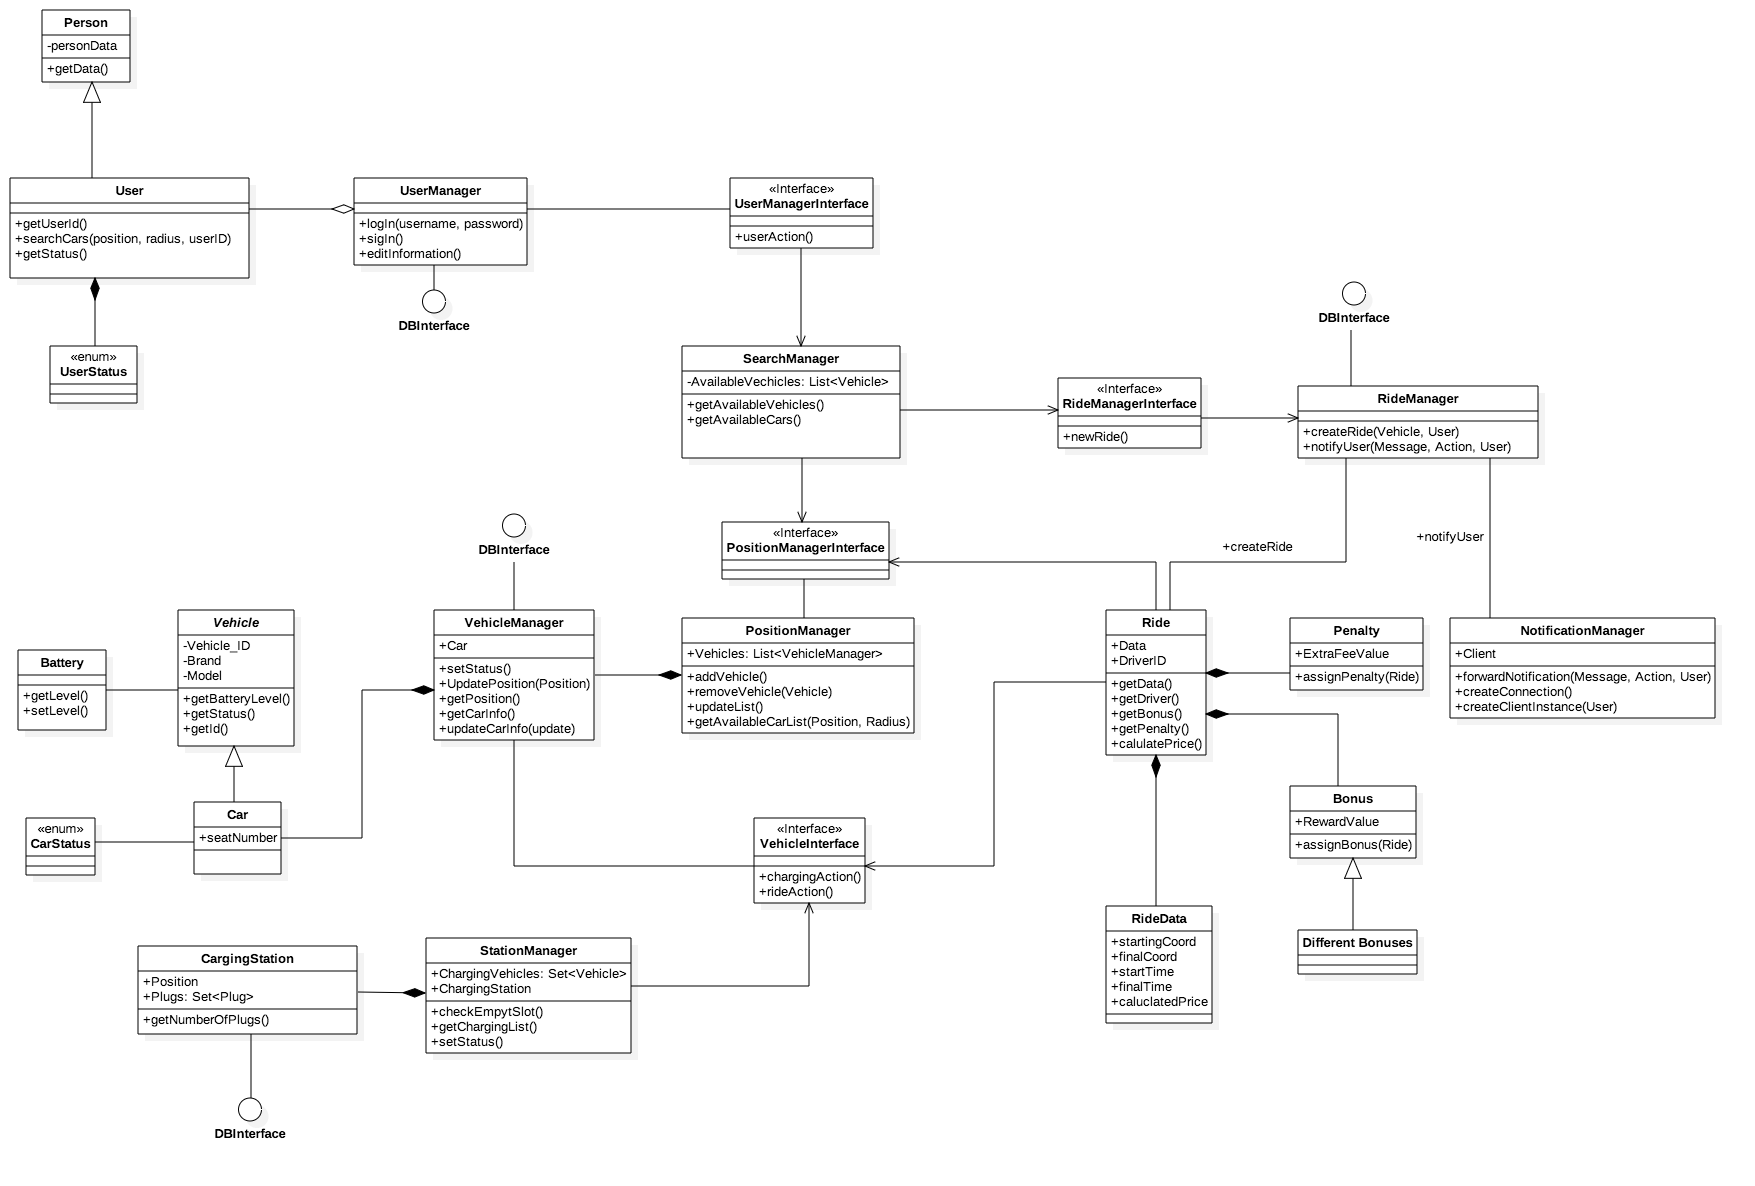 Person
-personData
+getData()
User
+getUserId()
+searchCars(position, radius, userID)
+getStatus()
UserManager
+logIn(username, password)
+sigIn()
+editInformation()
DBInterface
«Interface»
UserManagerInterface
+userAction()
«enum»
UserStatus
SearchManager
-AvailableVechicles: List<Vehicle>
+getAvailableVehicles()
+getAvailableCars()
«Interface»
RideManagerInterface
+newRide()
DBInterface
RideManager
+createRide(Vehicle, User)
+notifyUser(Message, Action, User)
+createRide
+notifyUser
DBInterface
«Interface»
PositionManagerInterface
Battery
+getLevel()
+setLevel()
Vehicle
-Vehicle_ID
-Brand
-Model
+getBatteryLevel()
+getStatus()
+getId()
VehicleManager
+Car
+setStatus()
+UpdatePosition(Position)
+getPosition()
+getCarInfo()
+updateCarInfo(update)
PositionManager
+Vehicles: List<VehicleManager>
+addVehicle()
+removeVehicle(Vehicle)
+updateList()
+getAvailableCarList(Position, Radius)
Ride
+Data
+DriverID
+getData()
+getDriver()
+getBonus()
+getPenalty()
+calulatePrice()
Penalty
+ExtraFeeValue
+assignPenalty(Ride)
NotificationManager
+Client
+forwardNotification(Message, Action, User)
+createConnection()
+createClientInstance(User)
«enum»
CarStatus
Car
+seatNumber
«Interface»
VehicleInterface
+chargingAction()
+rideAction()
Bonus
+RewardValue
+assignBonus(Ride)
CargingStation
+Position
+Plugs: Set<Plug>
+getNumberOfPlugs()
StationManager
+ChargingVehicles: Set<Vehicle>
+ChargingStation
+checkEmpytSlot()
+getChargingList()
+setStatus()
RideData
+startingCoord
+finalCoord
+startTime
+finalTime
+caluclatedPrice
Different Bonuses
DBInterface